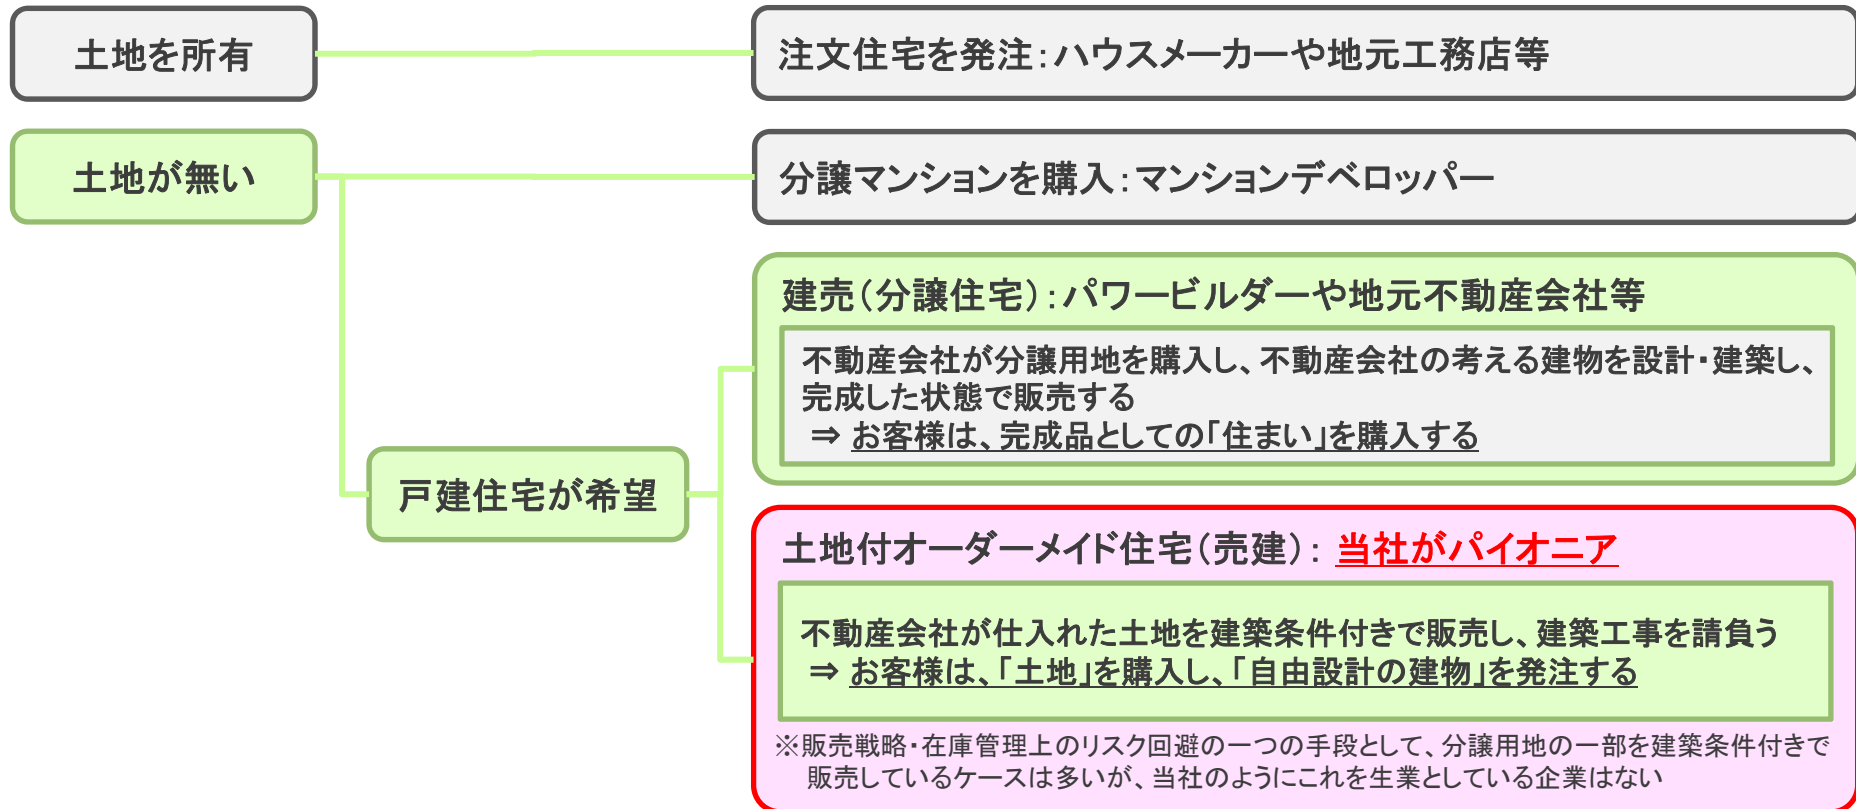 土地を所有
注文住宅を発注：ハウスメーカーや地元工務店等
土地が無い
分譲マンションを購入：マンションデベロッパー
建売（分譲住宅）：パワービルダーや地元不動産会社等
不動産会社が分譲用地を購入し、不動産会社の考える建物を設計・建築し、
完成した状態で販売する
⇒ お客様は、完成品としての「住まい」を購入する
戸建住宅が希望
土地付オーダーメイド住宅（売建）：当社がパイオニア
不動産会社が仕入れた土地を建築条件付きで販売し、建築工事を請負う
⇒ お客様は、「土地」を購入し、「自由設計の建物」を発注する
※販売戦略・在庫管理上のリスク回避の一つの手段として、分譲用地の一部を建築条件付きで
販売しているケースは多いが、当社のようにこれを生業としている企業はない